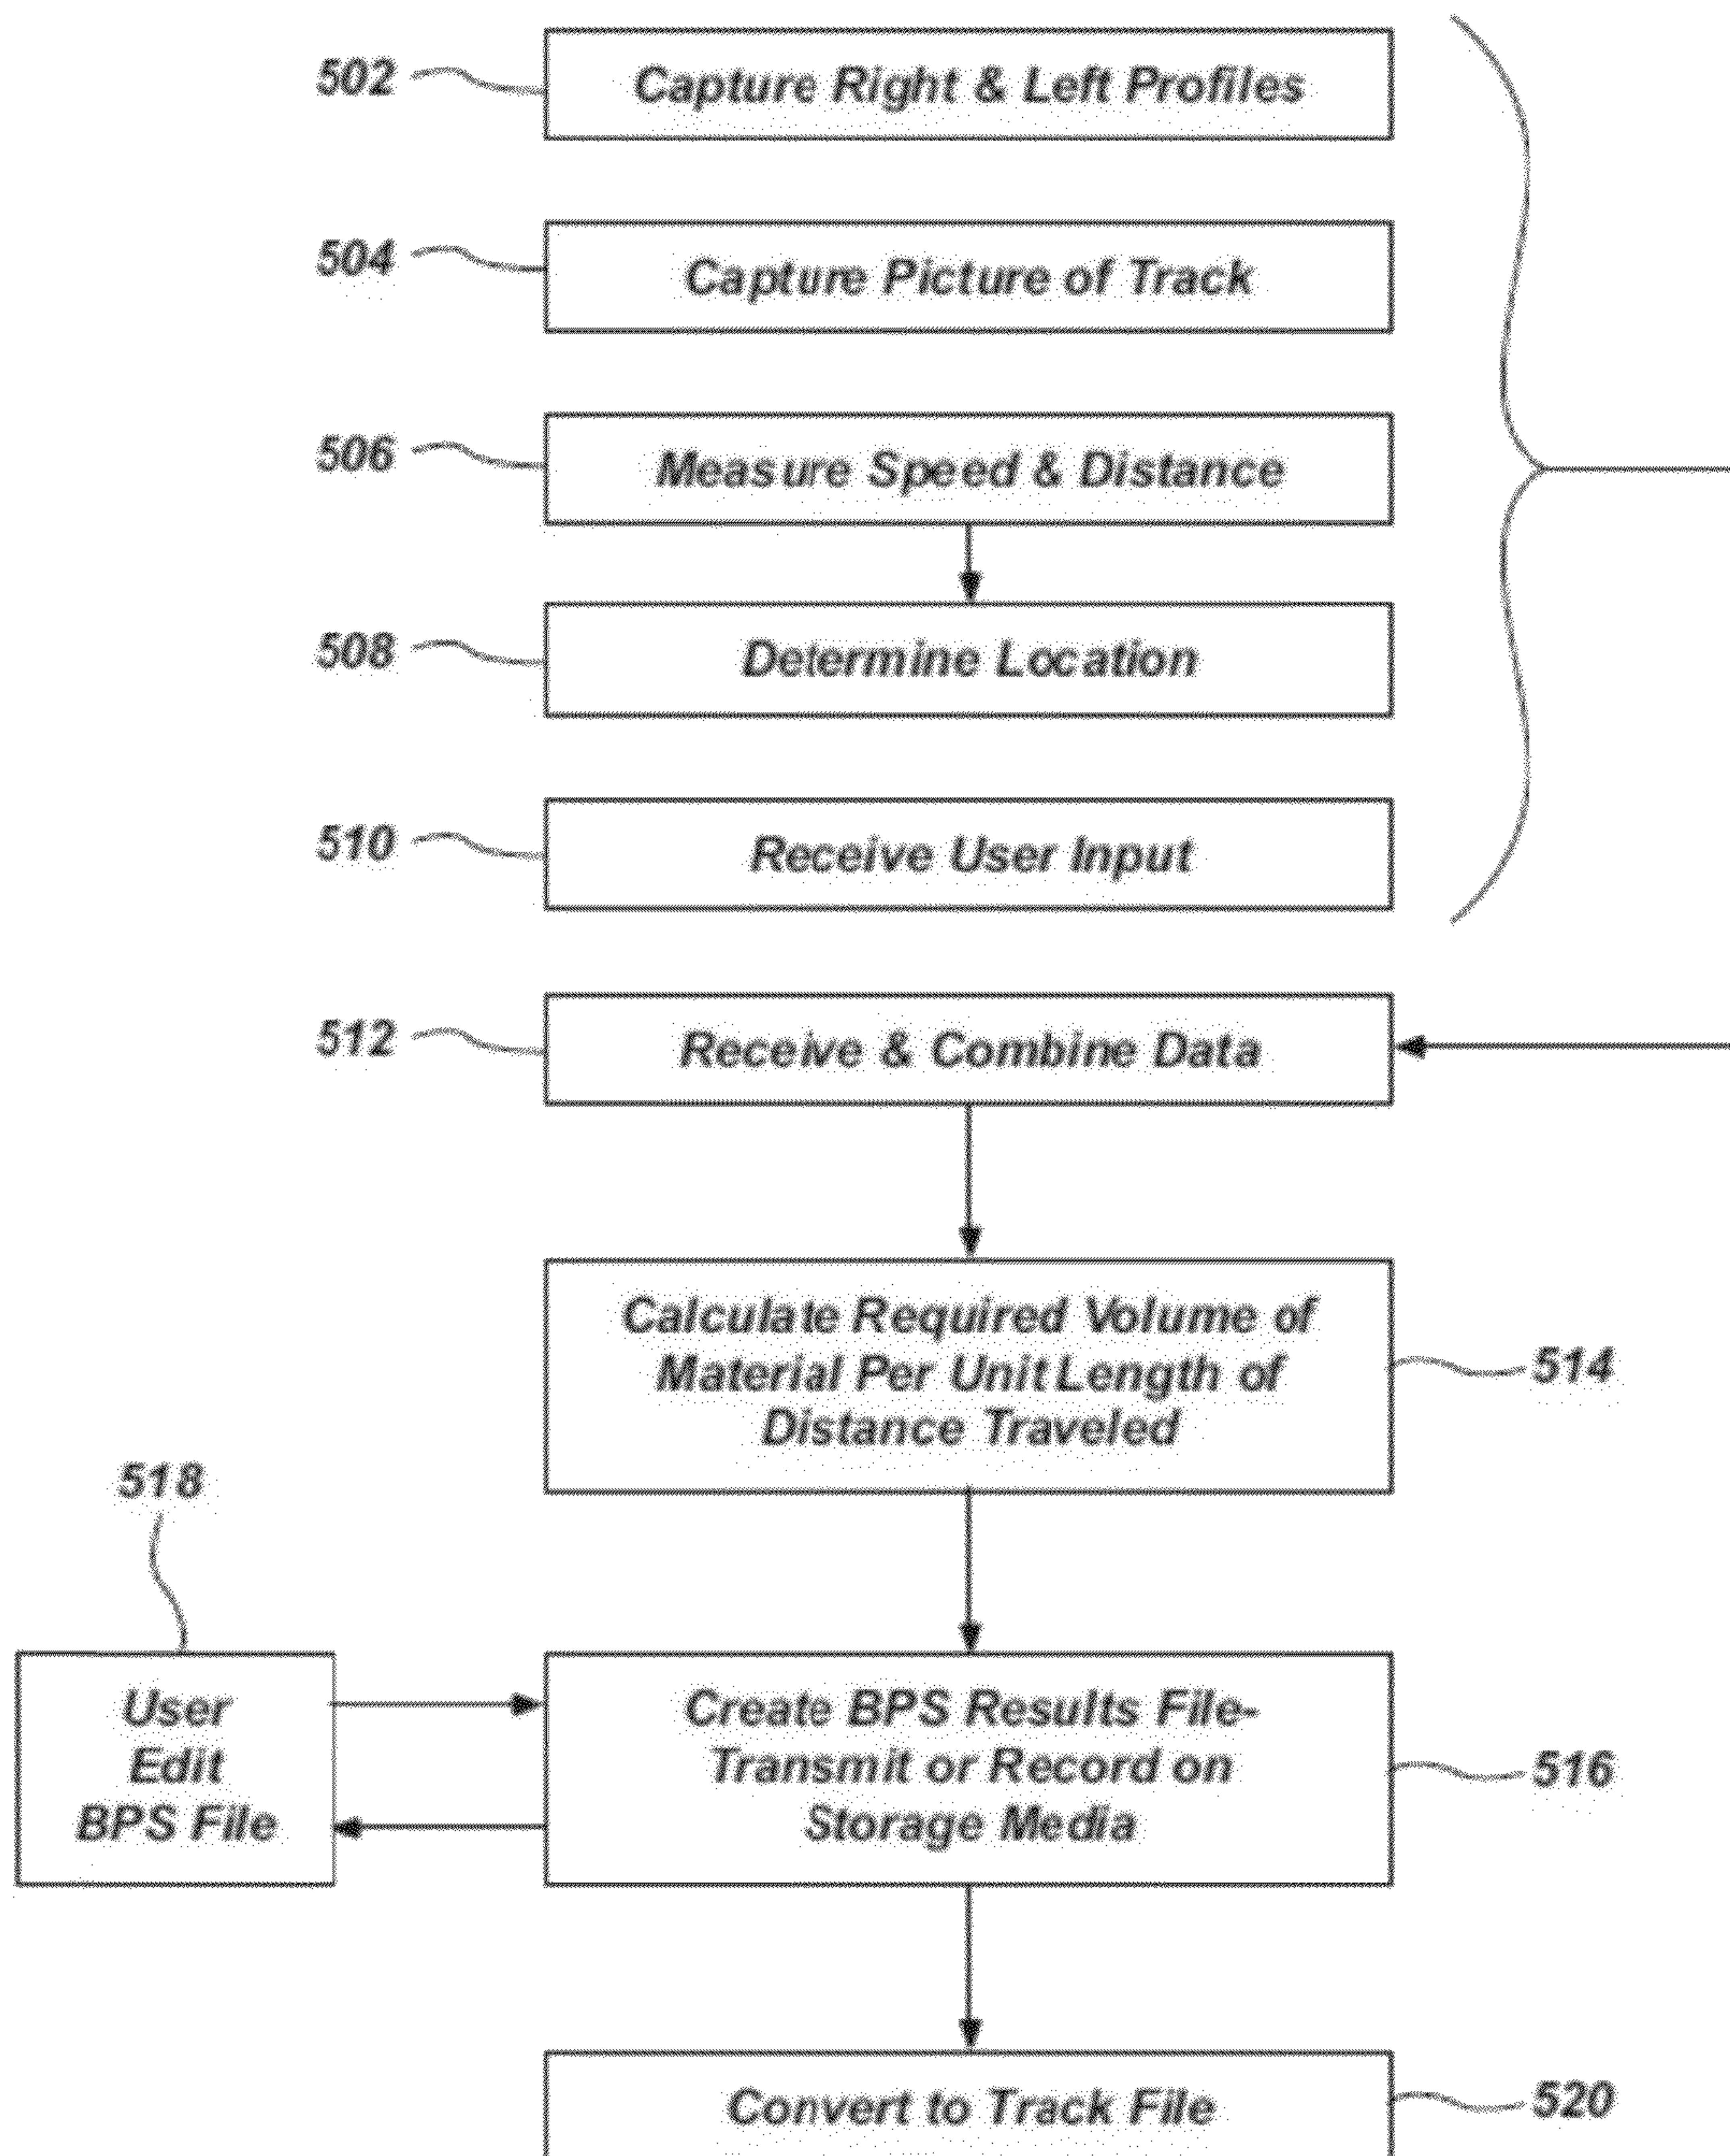 502
Capture Right & Left Profiles
504
Capture Picture of Track
506
Measure Speed & Distance
508
Determine Location
510
Receive User Input
512
Receive & Combine Data
Calculate Required Volume of
Material Per Unit Length of
Distance Traveled
514
518
User
Edit
BPS File
Create BPS Results File-
Transmit or Record on
Storage Media
516
Convert to Track File
520